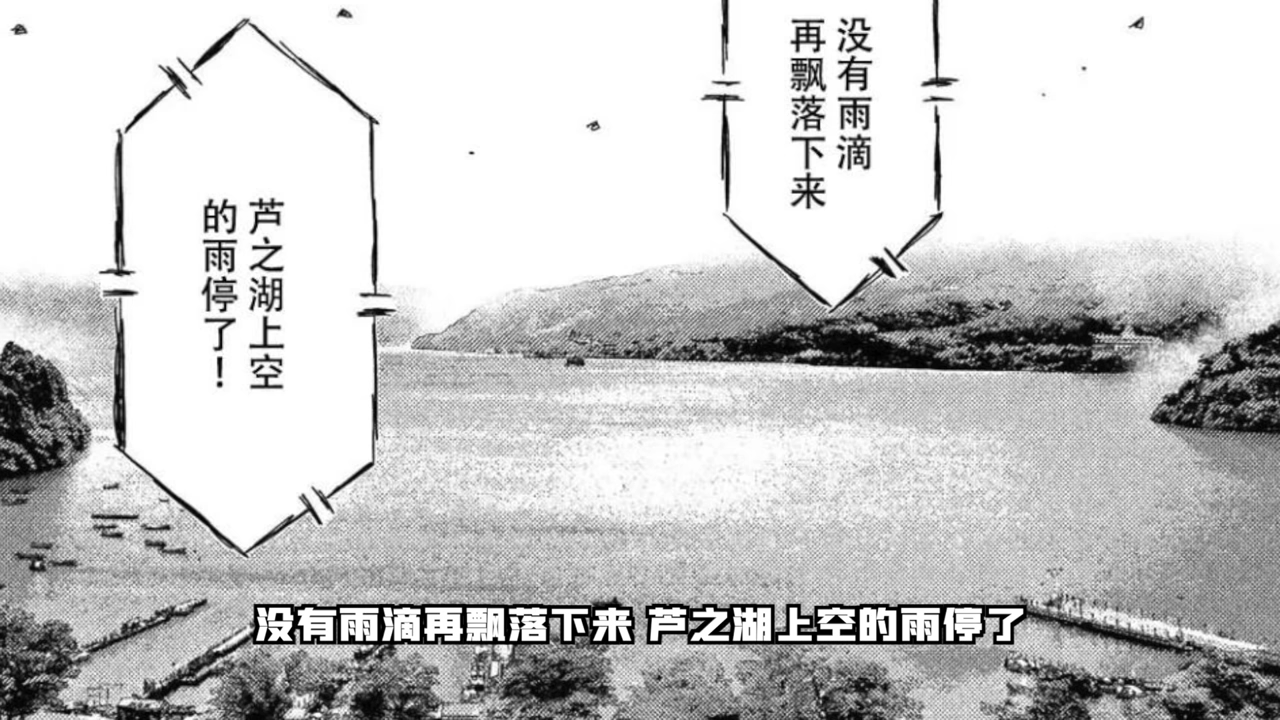 没有雨滴
再飘落下来
芦之湖上空
的雨停了！
没有雨滴再飘落下来 芦之湖上空的雨停了